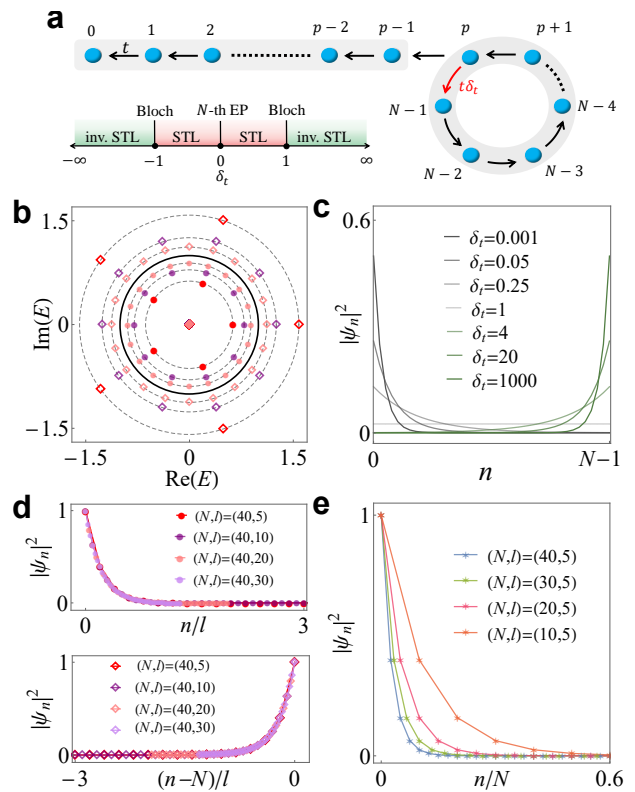 a
0 1 2 p−2 p−1 p p+1
t
tδt
N−1 N−4
N−2 N−3
Bloch N-th EP Bloch
inv. STL STL STL inv. STL
−∞ −1 0 1 ∞
δt
b
1.5
0
−1.5
Im(E)
−1.5 0 1.5
Re(E)
c
0.6
0
|ψn|²
δt=0.001
δt=0.05
δt=0.25
δt=1
δt=4
δt=20
δt=1000
0 n N−1
d
1
0
|ψn|²
(N,l)=(40,5)
(N,l)=(40,10)
(N,l)=(40,20)
(N,l)=(40,30)
0 n/l 3
1
0
|ψn|²
(N,l)=(40,5)
(N,l)=(40,10)
(N,l)=(40,20)
(N,l)=(40,30)
−3 (n−N)/l 0
e
1
0
|ψn|²
(N,l)=(40,5)
(N,l)=(30,5)
(N,l)=(20,5)
(N,l)=(10,5)
0 n/N 0.6